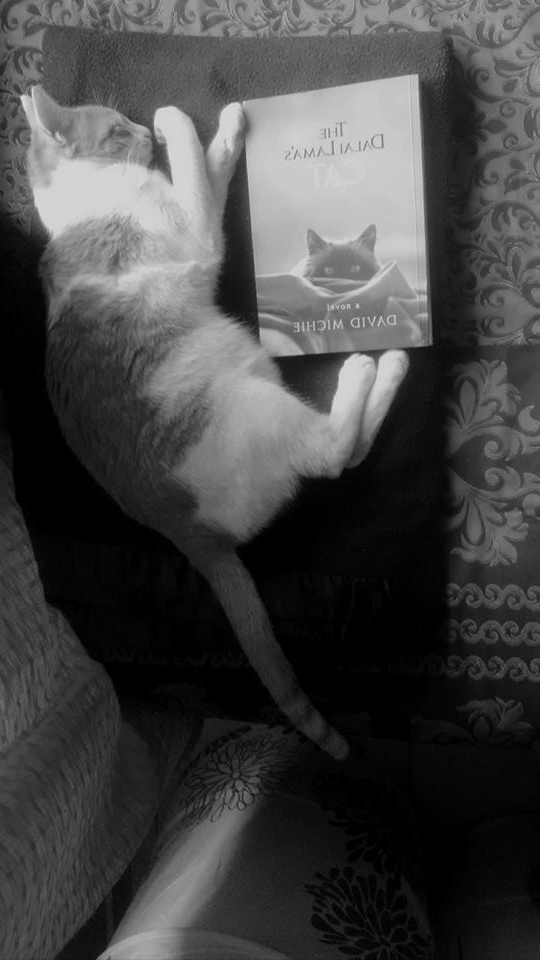 THE
DALAI LAMA'S
CAT
a novel
DAVID MICHIE